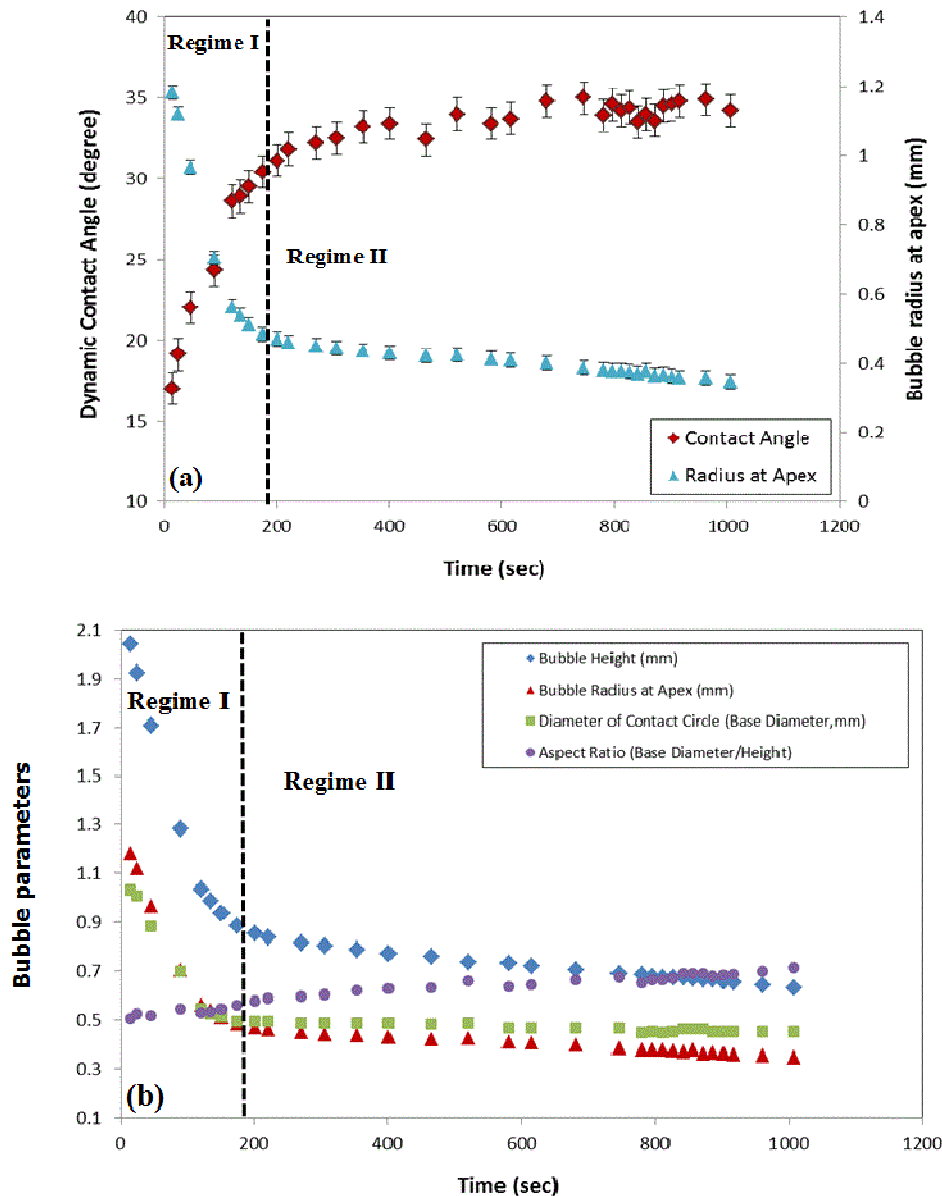 40
35
30
25
20
15
10
Dynamic Contact Angle (degree)
Regime I
Regime II
1.4
1.2
1
0.8
0.6
0.4
0.2
0
Bubble radius at apex (mm)
Contact Angle
Radius at Apex
(a)
0 200 400 600 800 1000 1200
Time (sec)
2.1
1.9
1.7
1.5
1.3
1.1
0.9
0.7
0.5
0.3
0.1
Bubble parameters
Bubble Height (mm)
Bubble Radius at Apex (mm)
Diameter of Contact Circle (Base Diameter,mm)
Aspect Ratio (Base Diameter/Height)
Regime I
Regime II
(b)
0 200 400 600 800 1000 1200
Time (sec)